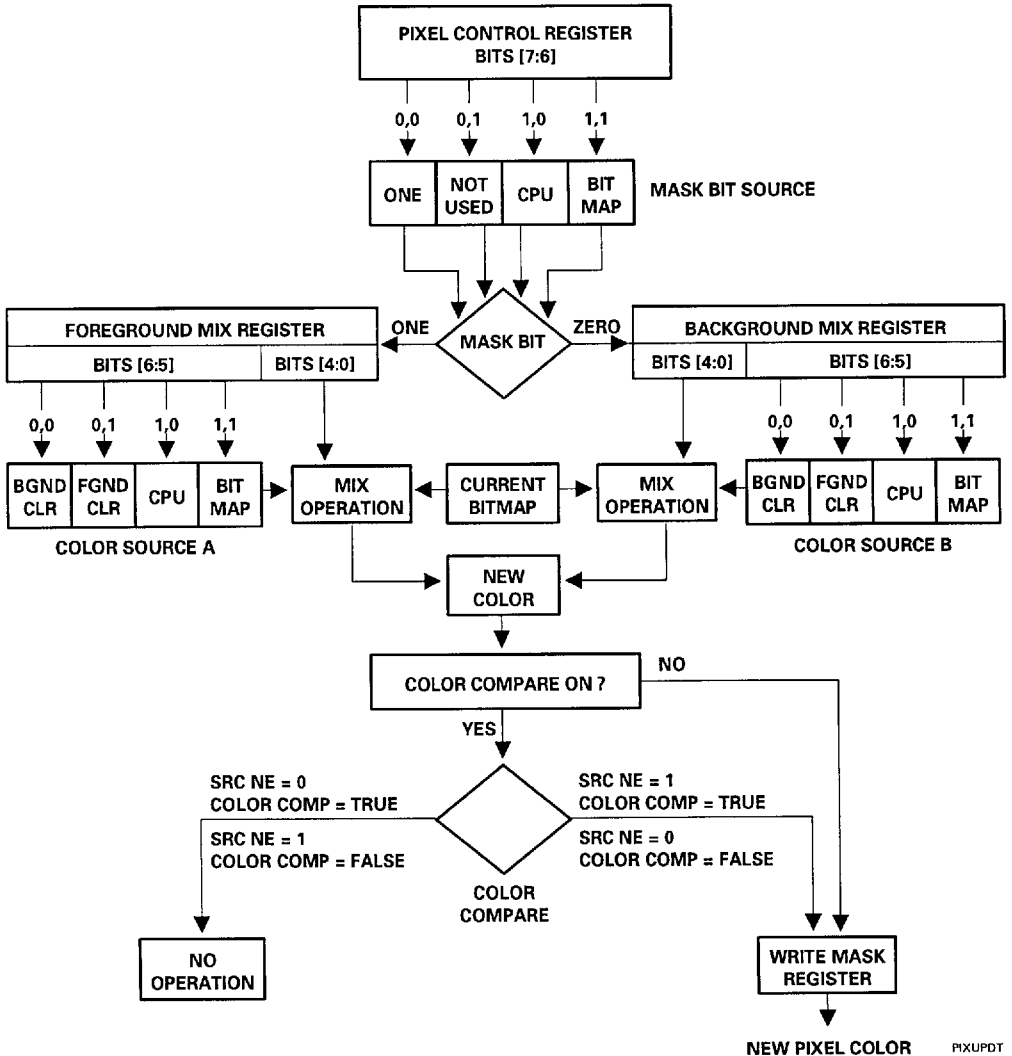 PIXEL CONTROL REGISTER
BITS [7:6]
0,0 0,1 1,0 1,1
ONE
NOT
USED
CPU
BIT
MAP
MASK BIT SOURCE
FOREGROUND MIX REGISTER
BITS [6:5] BITS [4:0]
ONE
MASK BIT
ZERO
BACKGROUND MIX REGISTER
BITS [4:0] BITS [6:5]
0,0 0,1 1,0 1,1
0,0 0,1 1,0 1,1
BGND
CLR
FGND
CLR
CPU
BIT
MAP
COLOR SOURCE A
MIX
OPERATION
CURRENT
BITMAP
MIX
OPERATION
BGND
CLR
FGND
CLR
CPU
BIT
MAP
COLOR SOURCE B
NEW
COLOR
COLOR COMPARE ON ?
NO
YES
SRC NE = 0
COLOR COMP = TRUE
SRC NE = 1
COLOR COMP = FALSE
SRC NE = 1
COLOR COMP = TRUE
SRC NE = 0
COLOR COMP = FALSE
COLOR
COMPARE
NO
OPERATION
WRITE MASK
REGISTER
NEW PIXEL COLOR
PIXUPDT